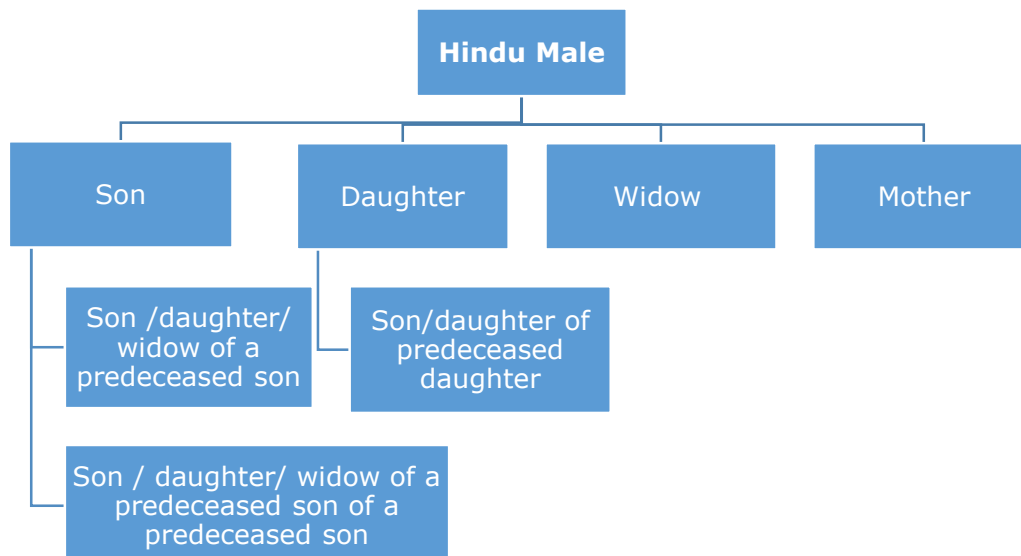 Hindu Male
Son
Daughter
Widow
Mother
Son /daughter/
widow of a
predeceased son
Son/daughter of
predeceased
daughter
Son / daughter/ widow of a
predeceased son of a
predeceased son